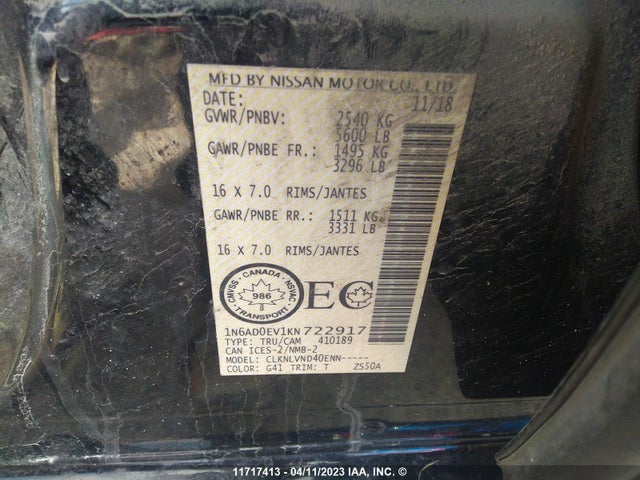 MFD BY NISSAN MOTOR CO., LTD
DATE: 11/18
GVWR/PNBV: 2540 KG
5600 LB
GAWR/PNBE FR.: 1495 KG
3296 LB
16 X 7.0 RIMS/JANTES
GAWR/PNBE RR.: 1511 KG
3331 LB
16 X 7.0 RIMS/JANTES
CMVSS · CANADA · NSVAC
986
TRANSPORT
EC
1N6AD0EV1KN722917
TYPE: TRU/CAM 410189
CAN ICES-2/NMB-2
MODEL: CLKNLVND40ENN-----
COLOR: G41 TRIM: T ZS50A
11717413 - 04/11/2023 IAA, INC. ©